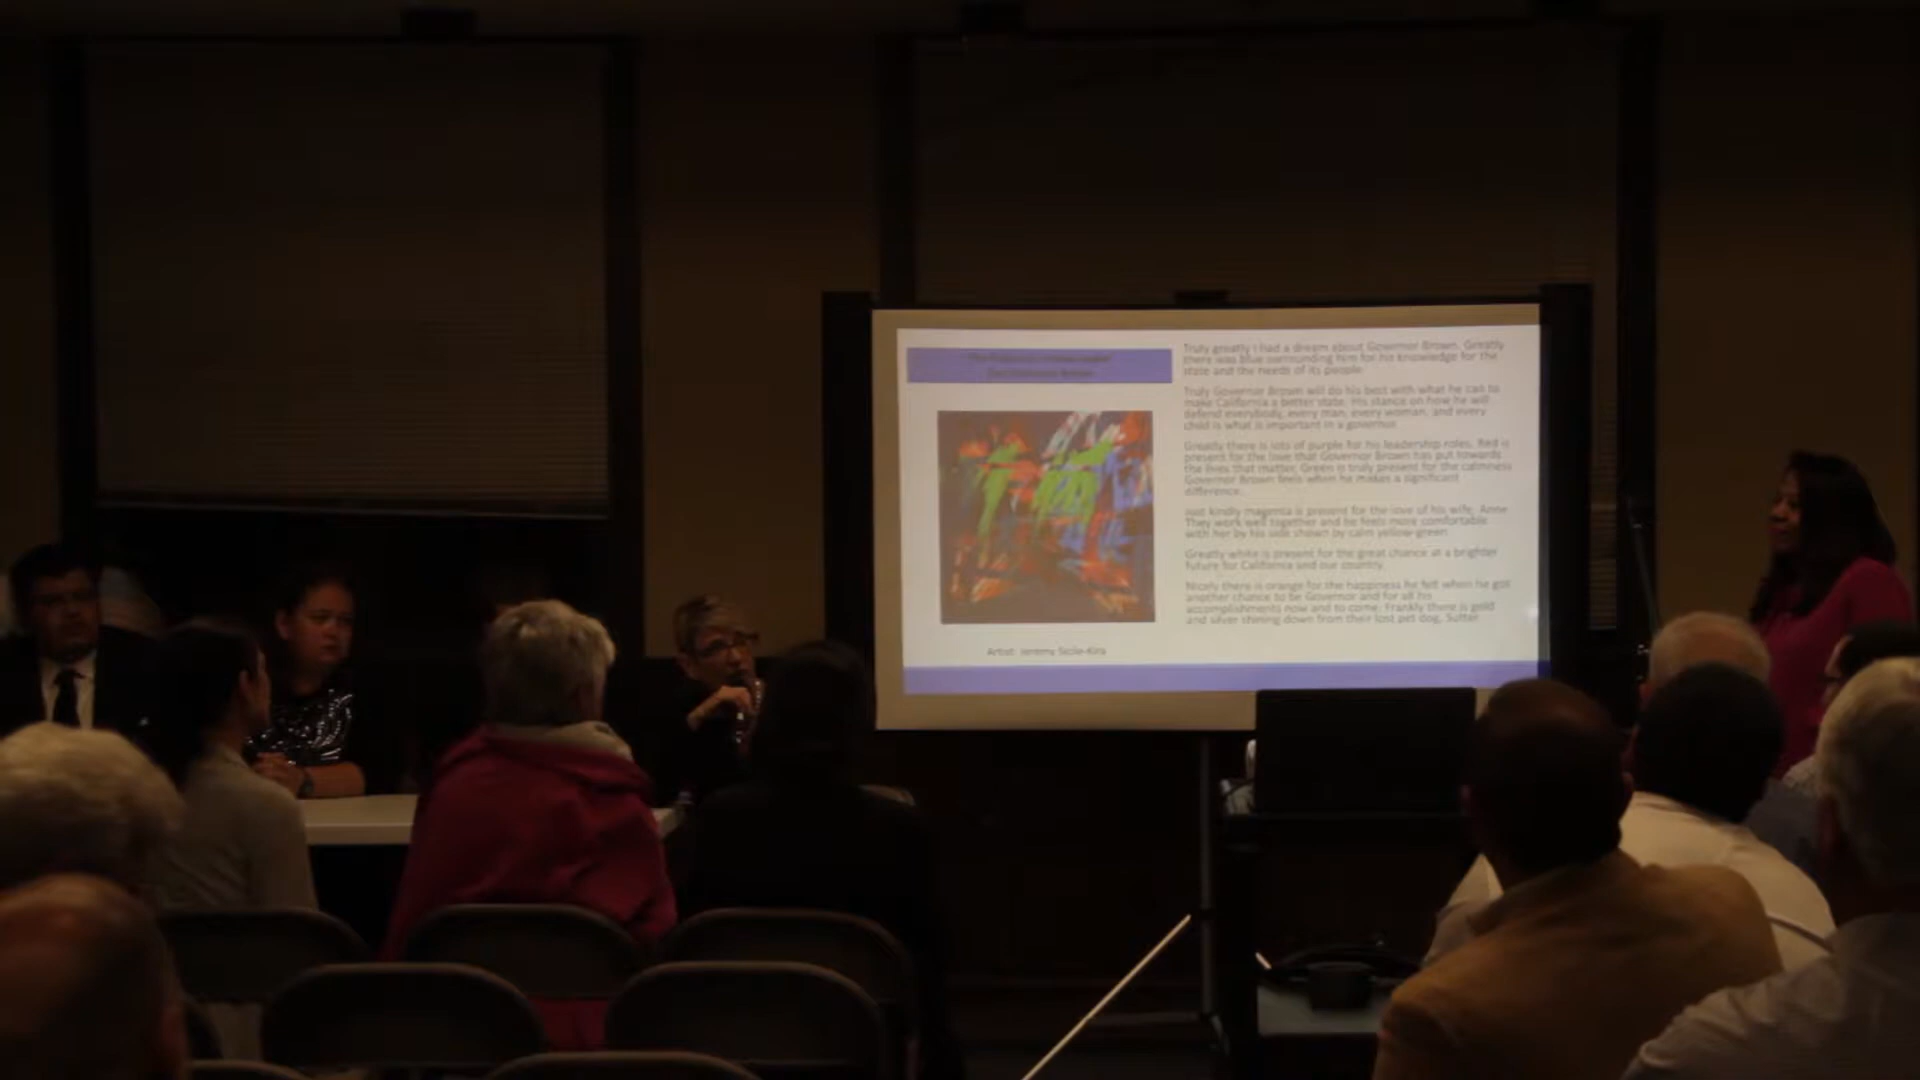 Truly greatly I had a dream about Governor Brown. Greatly
there was blue surrounding him for his knowledge for the
state and the needs of its people.
Truly Governor Brown will do his best with what he can to
make California a better state. His stance on how he will
defend everybody, every man, every woman, and every
child is what is important in a governor.
Greatly there is lots of purple for his leadership roles. Red is
present for the love that Governor Brown has put towards
the lives that matter. Green is truly present for the calmness
Governor Brown feels when he makes a significant
difference.
Just kindly magenta is present for the love of his wife, Anne
They work well together and he feels more comfortable
with her by his side shown by calm yellow-green.
Greatly white is present for the great chance at a brighter
future for California and our country.
Nicely there is orange for the happiness he felt when he got
another chance to be Governor and for all his
accomplishments now and to come. Frankly there is gold
and silver shining down from their lost pet dog, Sutter
Artist: Jeremy Sicile-Kira